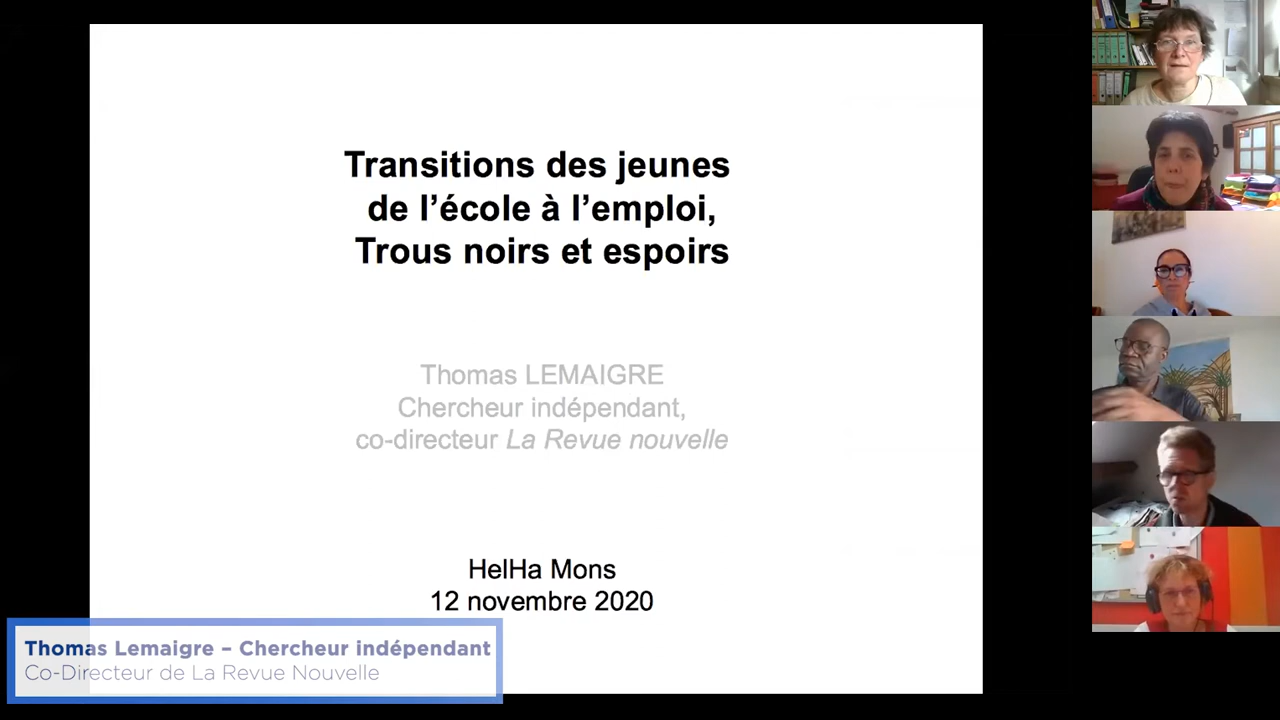 Transitions des jeunes
de l’école à l’emploi,
Trous noirs et espoirs
Thomas LEMAIGRE
Chercheur indépendant,
co-directeur La Revue nouvelle
HelHa Mons
12 novembre 2020
Thomas Lemaigre – Chercheur indépendant
Co-Directeur de La Revue Nouvelle